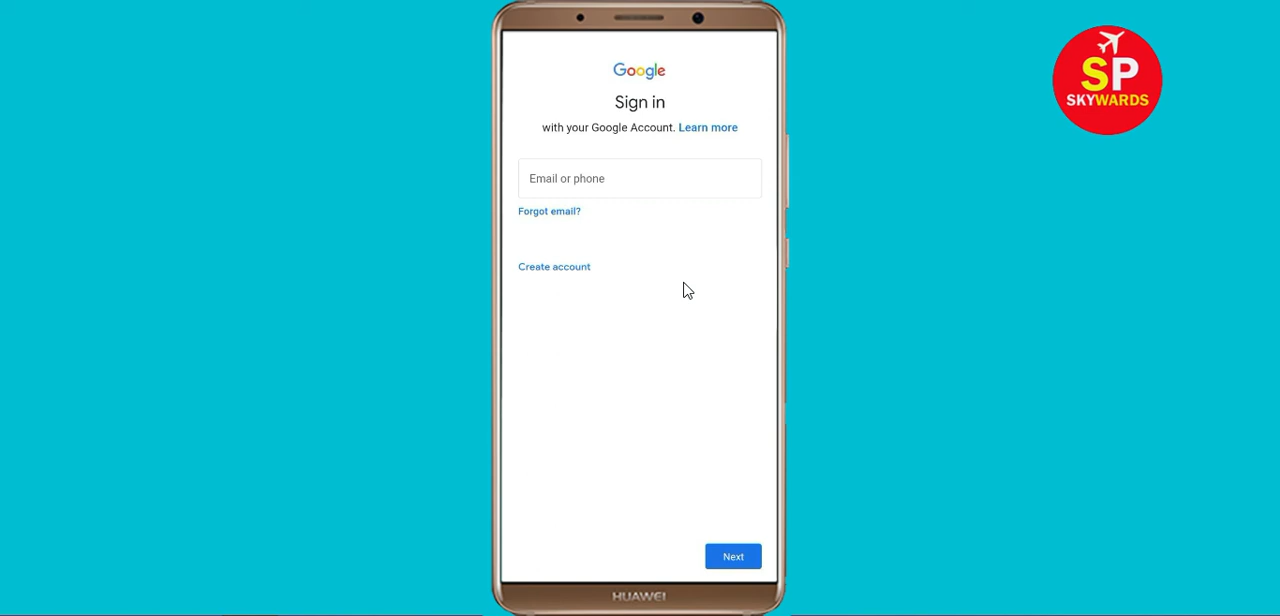 SP
SKYWARDS
Google
Sign in
with your Google Account. Learn more
Email or phone
Forgot email?
Create account
Next
HUAWEI